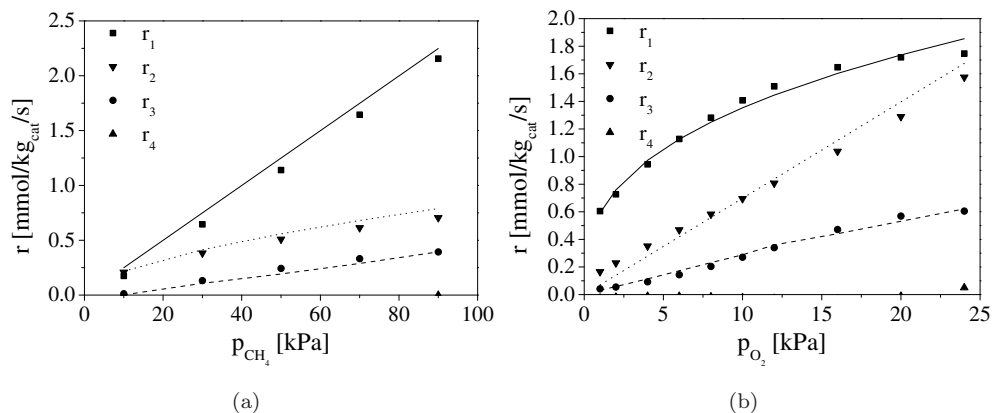 2.5
2.0
1.5
1.0
0.5
0.0
r₁
r₂
r₃
r₄
r [mmol/kg_cat/s]
0 20 40 60 80 100
p_CH₄ [kPa]
(a)
2.0
1.8
1.6
1.4
1.2
1.0
0.8
0.6
0.4
0.2
0.0
r₁
r₂
r₃
r₄
r [mmol/kg_cat/s]
0 5 10 15 20 25
p_O₂ [kPa]
(b)